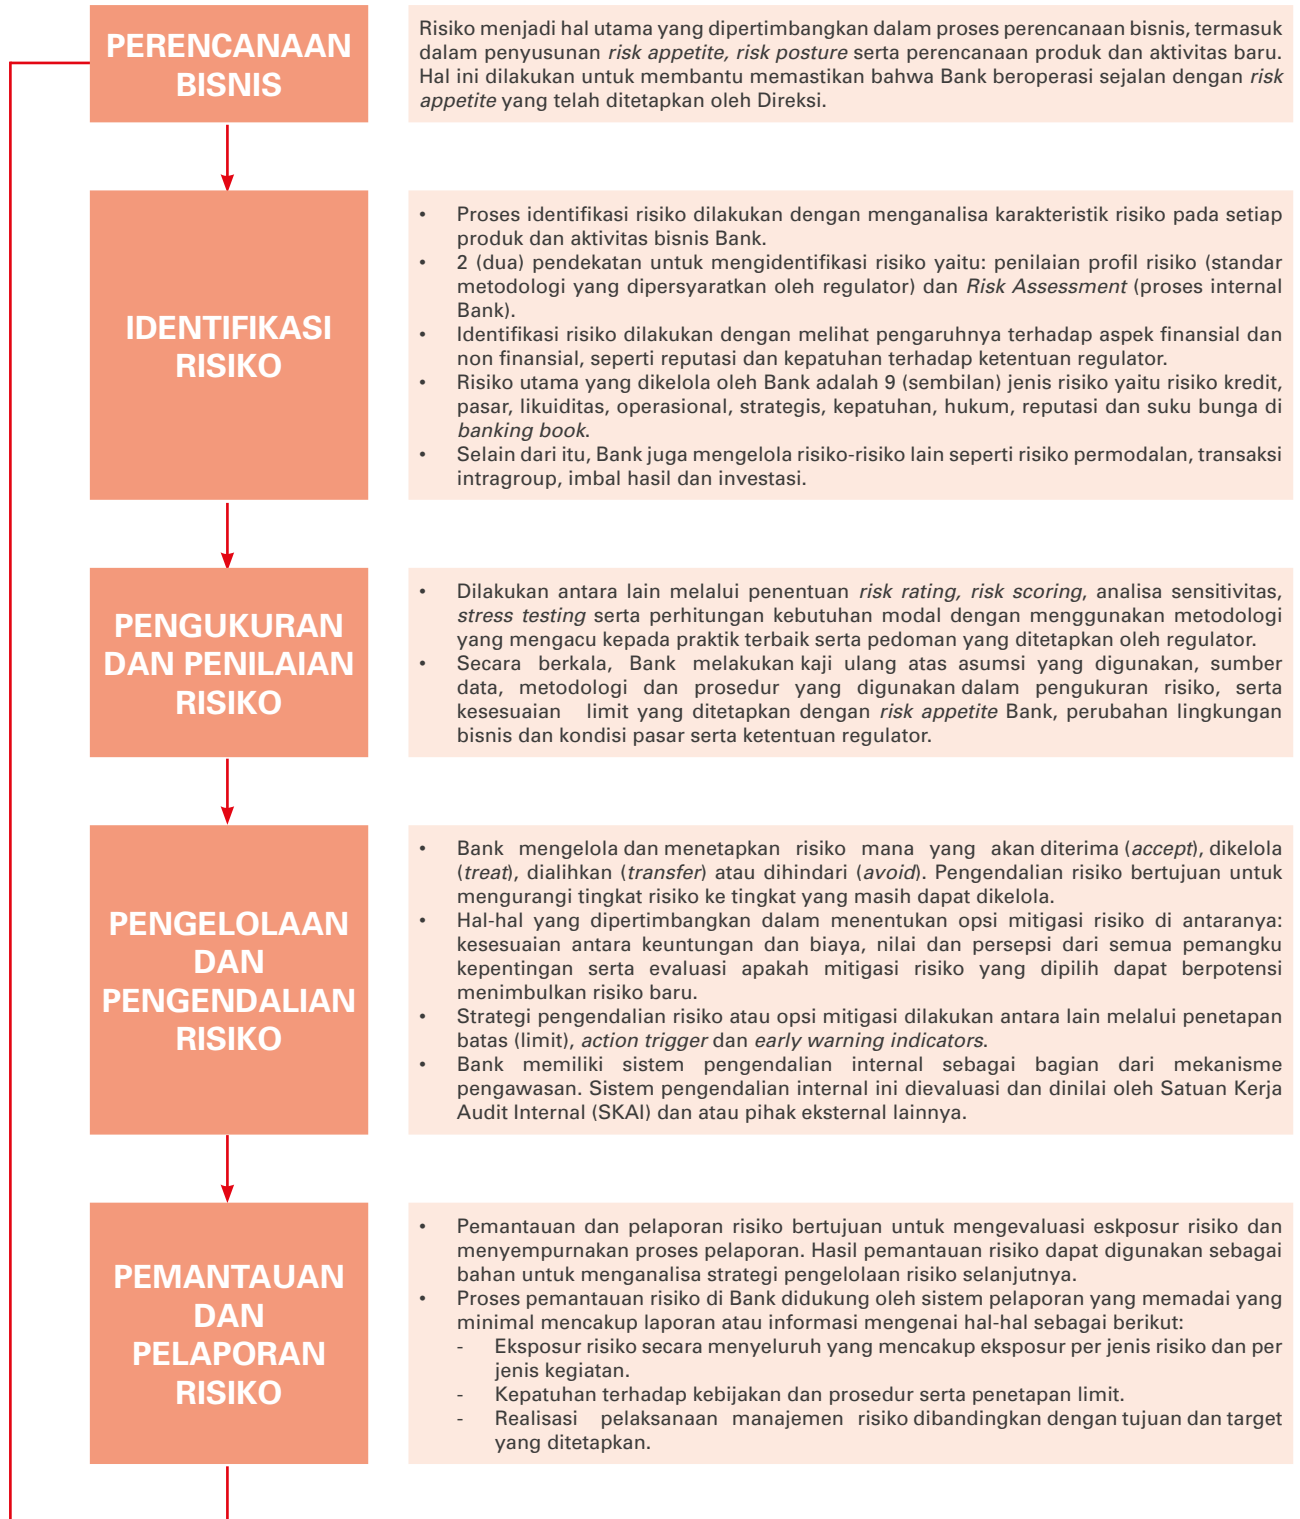 PERENCANAAN
BISNIS
Risiko menjadi hal utama yang dipertimbangkan dalam proses perencanaan bisnis, termasuk
dalam penyusunan risk appetite, risk posture serta perencanaan produk dan aktivitas baru.
Hal ini dilakukan untuk membantu memastikan bahwa Bank beroperasi sejalan dengan risk
appetite yang telah ditetapkan oleh Direksi.
IDENTIFIKASI
RISIKO
• Proses identifikasi risiko dilakukan dengan menganalisa karakteristik risiko pada setiap
produk dan aktivitas bisnis Bank.
• 2 (dua) pendekatan untuk mengidentifikasi risiko yaitu: penilaian profil risiko (standar
metodologi yang dipersyaratkan oleh regulator) dan Risk Assessment (proses internal
Bank).
• Identifikasi risiko dilakukan dengan melihat pengaruhnya terhadap aspek finansial dan
non finansial, seperti reputasi dan kepatuhan terhadap ketentuan regulator.
• Risiko utama yang dikelola oleh Bank adalah 9 (sembilan) jenis risiko yaitu risiko kredit,
pasar, likuiditas, operasional, strategis, kepatuhan, hukum, reputasi dan suku bunga di
banking book.
• Selain dari itu, Bank juga mengelola risiko-risiko lain seperti risiko permodalan, transaksi
intragroup, imbal hasil dan investasi.
PENGUKURAN
DAN PENILAIAN
RISIKO
• Dilakukan antara lain melalui penentuan risk rating, risk scoring, analisa sensitivitas,
stress testing serta perhitungan kebutuhan modal dengan menggunakan metodologi
yang mengacu kepada praktik terbaik serta pedoman yang ditetapkan oleh regulator.
• Secara berkala, Bank melakukan kaji ulang atas asumsi yang digunakan, sumber
data, metodologi dan prosedur yang digunakan dalam pengukuran risiko, serta
kesesuaian limit yang ditetapkan dengan risk appetite Bank, perubahan lingkungan
bisnis dan kondisi pasar serta ketentuan regulator.
PENGELOLAAN
DAN
PENGENDALIAN
RISIKO
• Bank mengelola dan menetapkan risiko mana yang akan diterima (accept), dikelola
(treat), dialihkan (transfer) atau dihindari (avoid). Pengendalian risiko bertujuan untuk
mengurangi tingkat risiko ke tingkat yang masih dapat dikelola.
• Hal-hal yang dipertimbangkan dalam menentukan opsi mitigasi risiko di antaranya:
kesesuaian antara keuntungan dan biaya, nilai dan persepsi dari semua pemangku
kepentingan serta evaluasi apakah mitigasi risiko yang dipilih dapat berpotensi
menimbulkan risiko baru.
• Strategi pengendalian risiko atau opsi mitigasi dilakukan antara lain melalui penetapan
batas (limit), action trigger dan early warning indicators.
• Bank memiliki sistem pengendalian internal sebagai bagian dari mekanisme
pengawasan. Sistem pengendalian internal ini dievaluasi dan dinilai oleh Satuan Kerja
Audit Internal (SKAI) dan atau pihak eksternal lainnya.
PEMANTAUAN
DAN
PELAPORAN
RISIKO
• Pemantauan dan pelaporan risiko bertujuan untuk mengevaluasi eskposur risiko dan
menyempurnakan proses pelaporan. Hasil pemantauan risiko dapat digunakan sebagai
bahan untuk menganalisa strategi pengelolaan risiko selanjutnya.
• Proses pemantauan risiko di Bank didukung oleh sistem pelaporan yang memadai yang
minimal mencakup laporan atau informasi mengenai hal-hal sebagai berikut:
- Eksposur risiko secara menyeluruh yang mencakup eksposur per jenis risiko dan per
jenis kegiatan.
- Kepatuhan terhadap kebijakan dan prosedur serta penetapan limit.
- Realisasi pelaksanaan manajemen risiko dibandingkan dengan tujuan dan target
yang ditetapkan.